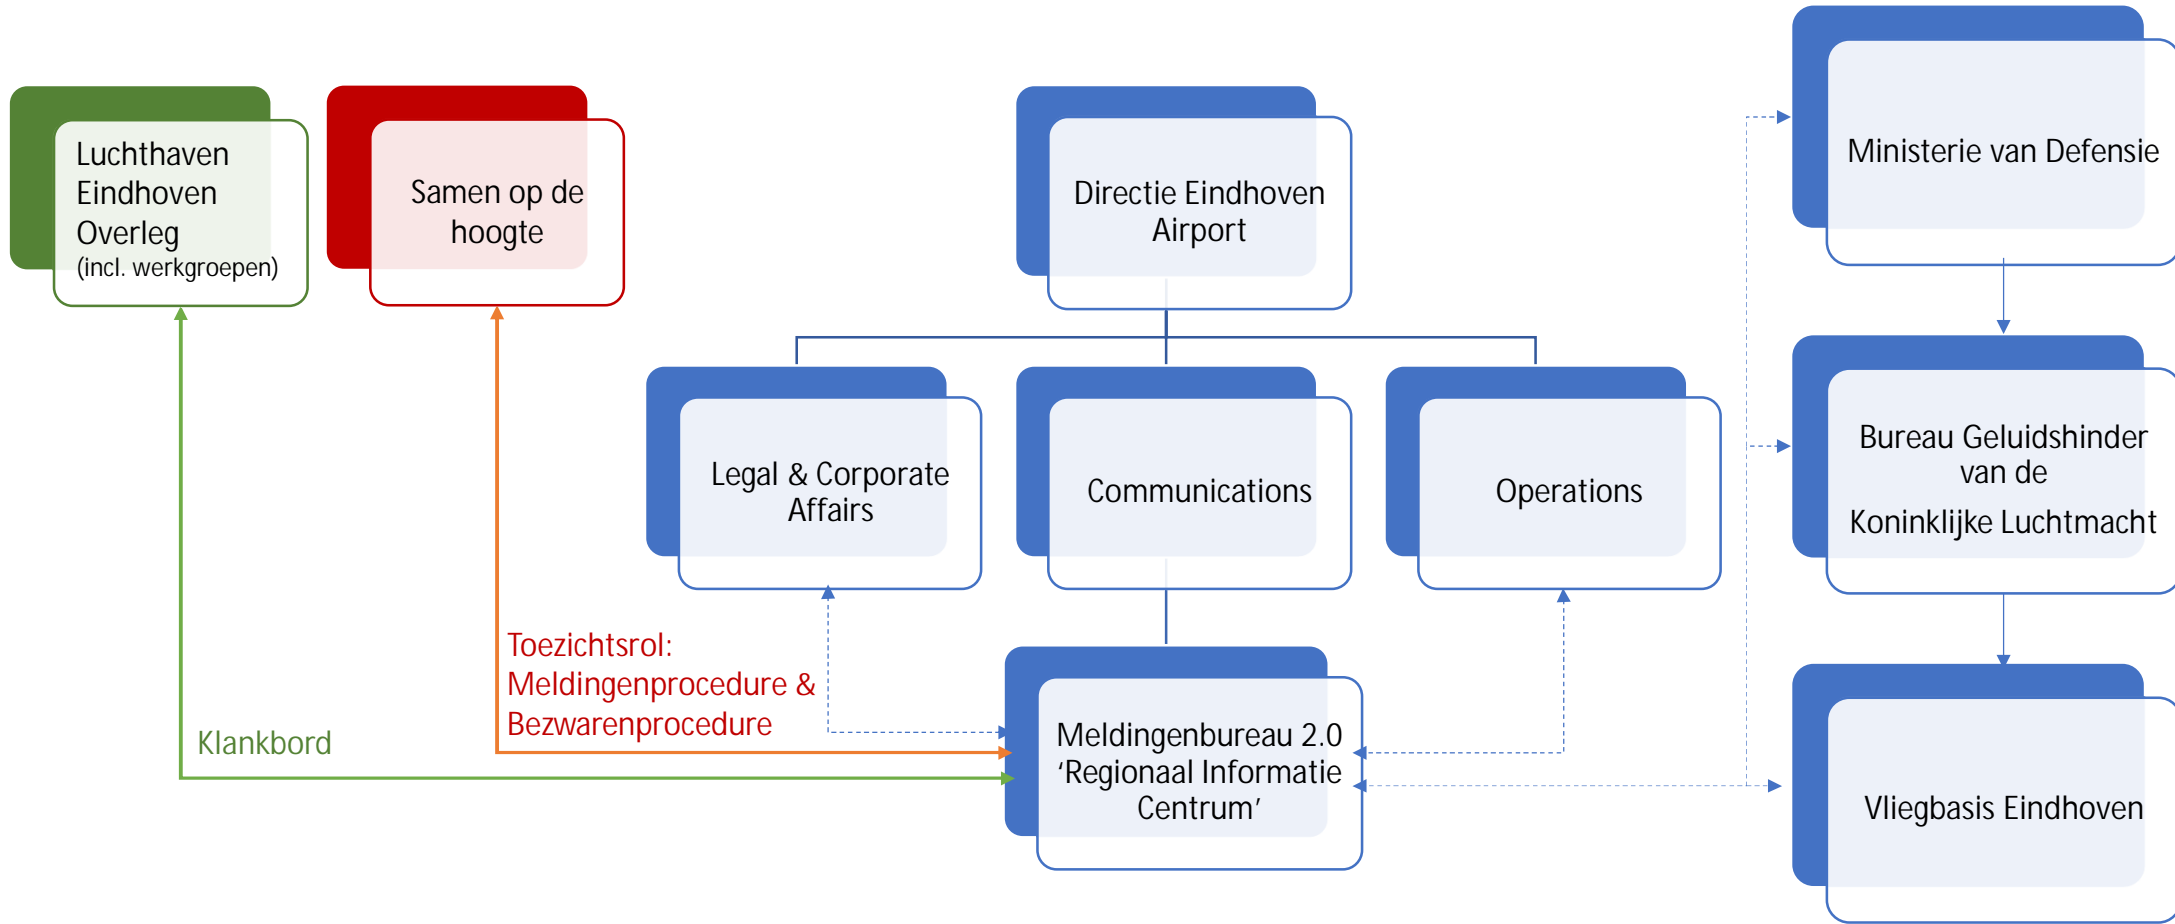 Luchthaven
Eindhoven
Overleg
(incl. werkgroepen)
Samen op de
hoogte
Directie Eindhoven
Airport
Ministerie van Defensie
Legal & Corporate
Affairs
Communications
Operations
Bureau Geluidshinder
van de
Koninklijke Luchtmacht
Toezichtsrol:
Meldingenprocedure &
Bezwarenprocedure
Klankbord
Meldingenbureau 2.0
‘Regionaal Informatie
Centrum’
Vliegbasis Eindhoven